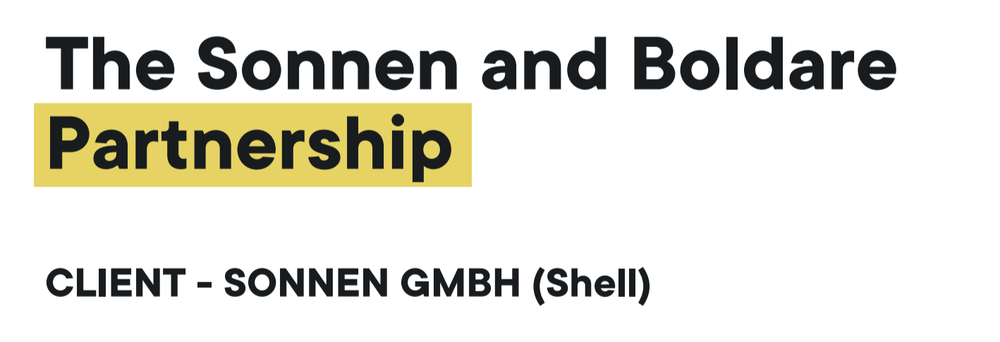 The Sonnen and Boldare
Partnership
CLIENT - SONNEN GMBH (Shell)